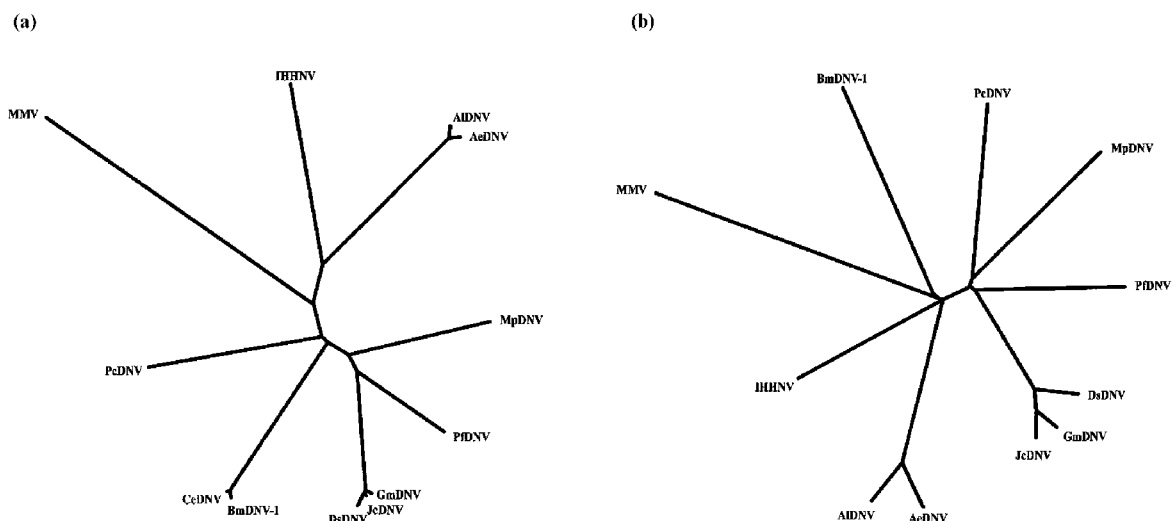 (a)
IHHNV
MMV
AlDNV
AeDNV
MpDNV
PcDNV
PfDNV
CeDNV
BmDNV-1
GmDNV
JcDNV
DsDNV
(b)
BmDNV-1
PcDNV
MpDNV
MMV
PfDNV
IHHNV
DsDNV
GmDNV
JcDNV
AlDNV
AeDNV